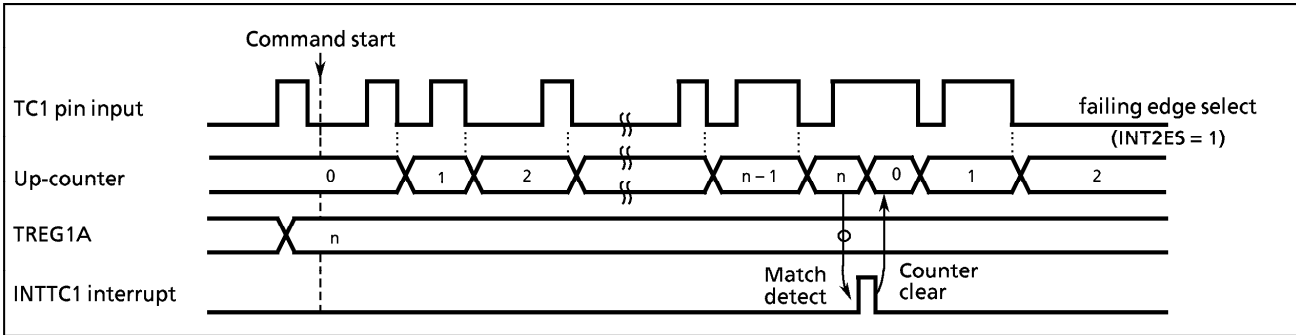 Command start
TC1 pin input
failing edge select
(INT2ES = 1)
Up-counter
0 1 2 n – 1 n 0 1 2
TREG1A
n
Match
detect
Counter
clear
INTTC1 interrupt